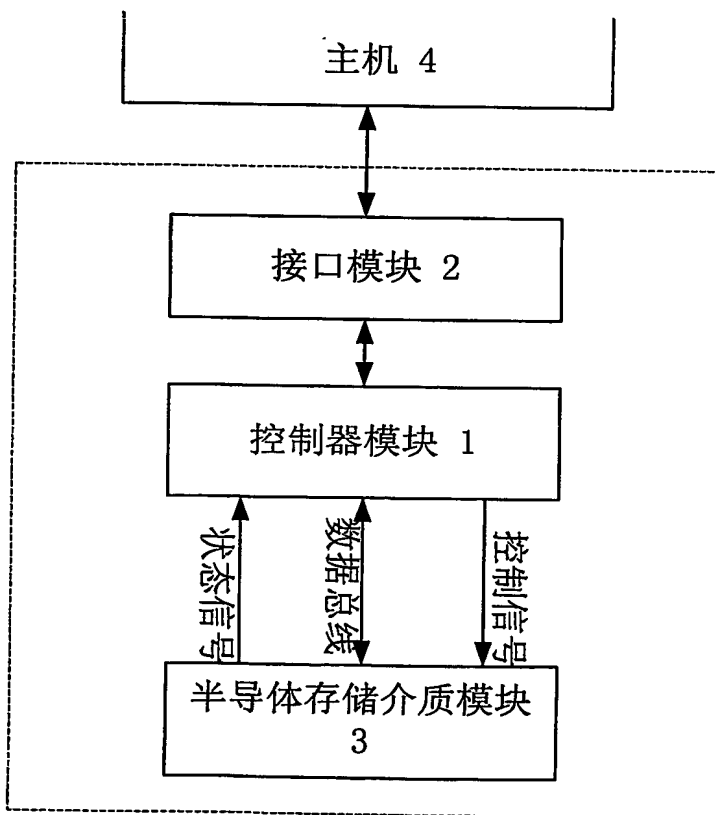 主机 4
接口模块 2
控制器模块 1
状态信号
数据总线
控制信号
半导体存储介质模块
3